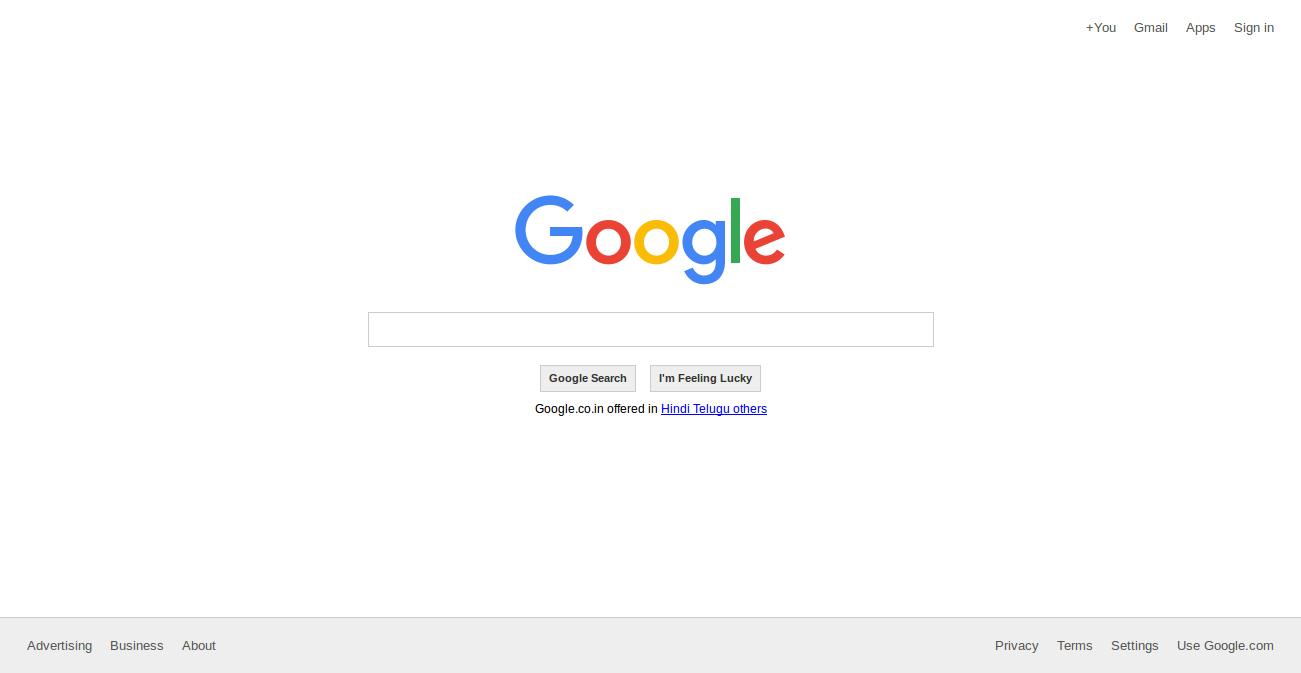 +You Gmail Apps Sign in
Google
Google Search I'm Feeling Lucky
Google.co.in offered in Hindi Telugu others
Advertising Business About Privacy Terms Settings Use Google.com